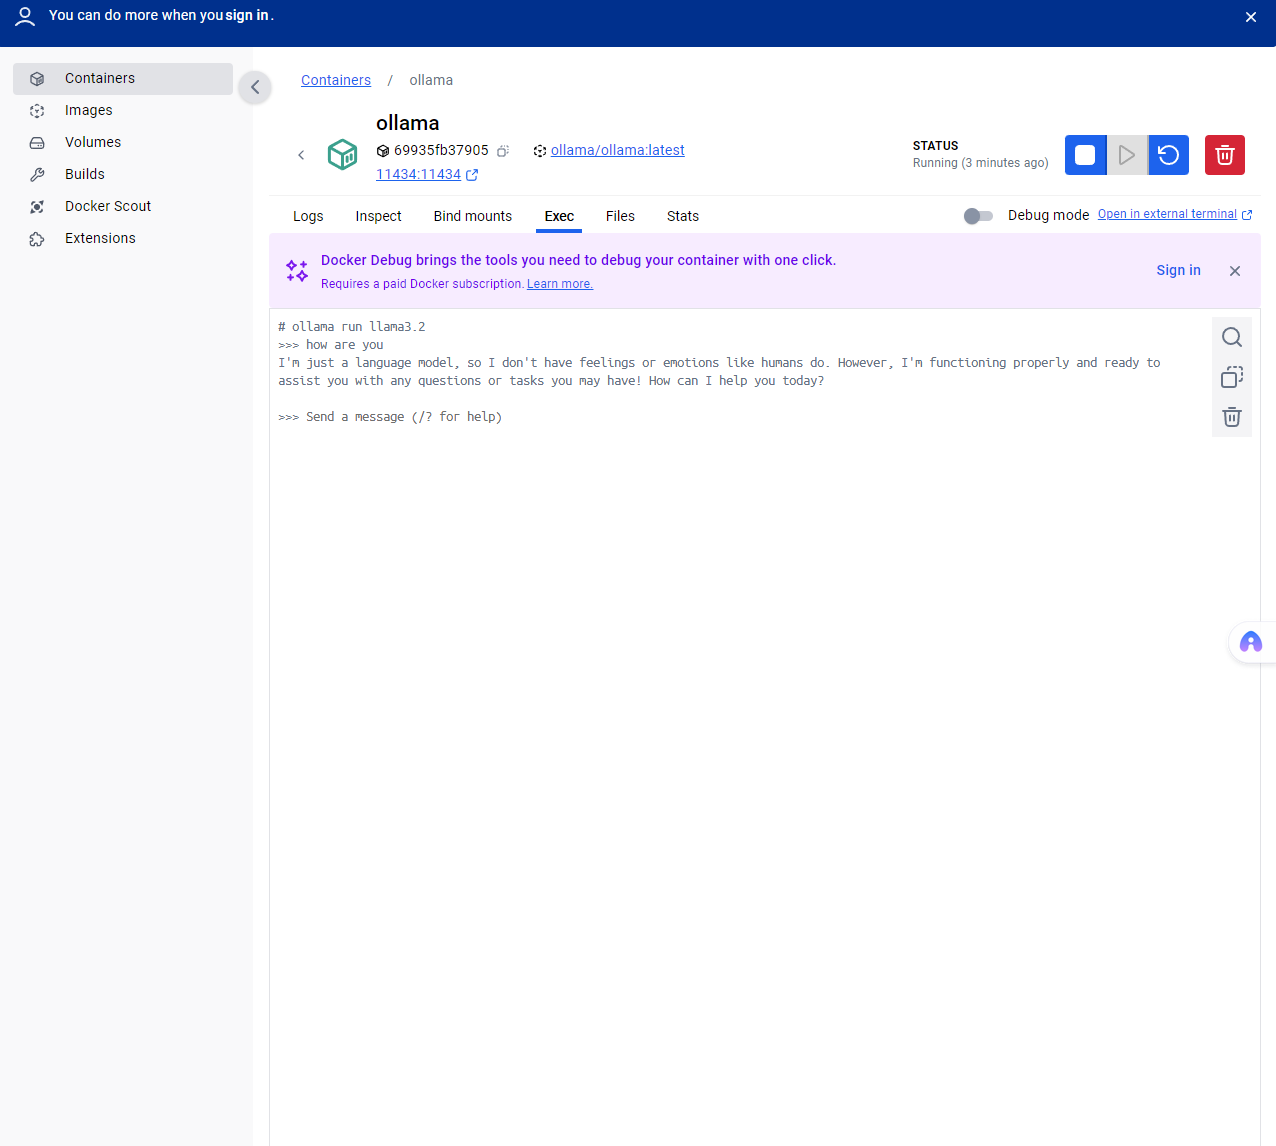 You can do more when you sign in.
Containers
Images
Volumes
Builds
Docker Scout
Extensions
Containers / ollama
ollama
69935fb37905 ollama/ollama:latest
11434:11434
STATUS
Running (3 minutes ago)
Logs Inspect Bind mounts Exec Files Stats Debug mode Open in external terminal
Docker Debug brings the tools you need to debug your container with one click.
Requires a paid Docker subscription. Learn more.
Sign in
# ollama run llama3.2
>>> how are you
I'm just a language model, so I don't have feelings or emotions like humans do. However, I'm functioning properly and ready to
assist you with any questions or tasks you may have! How can I help you today?
>>> Send a message (/? for help)